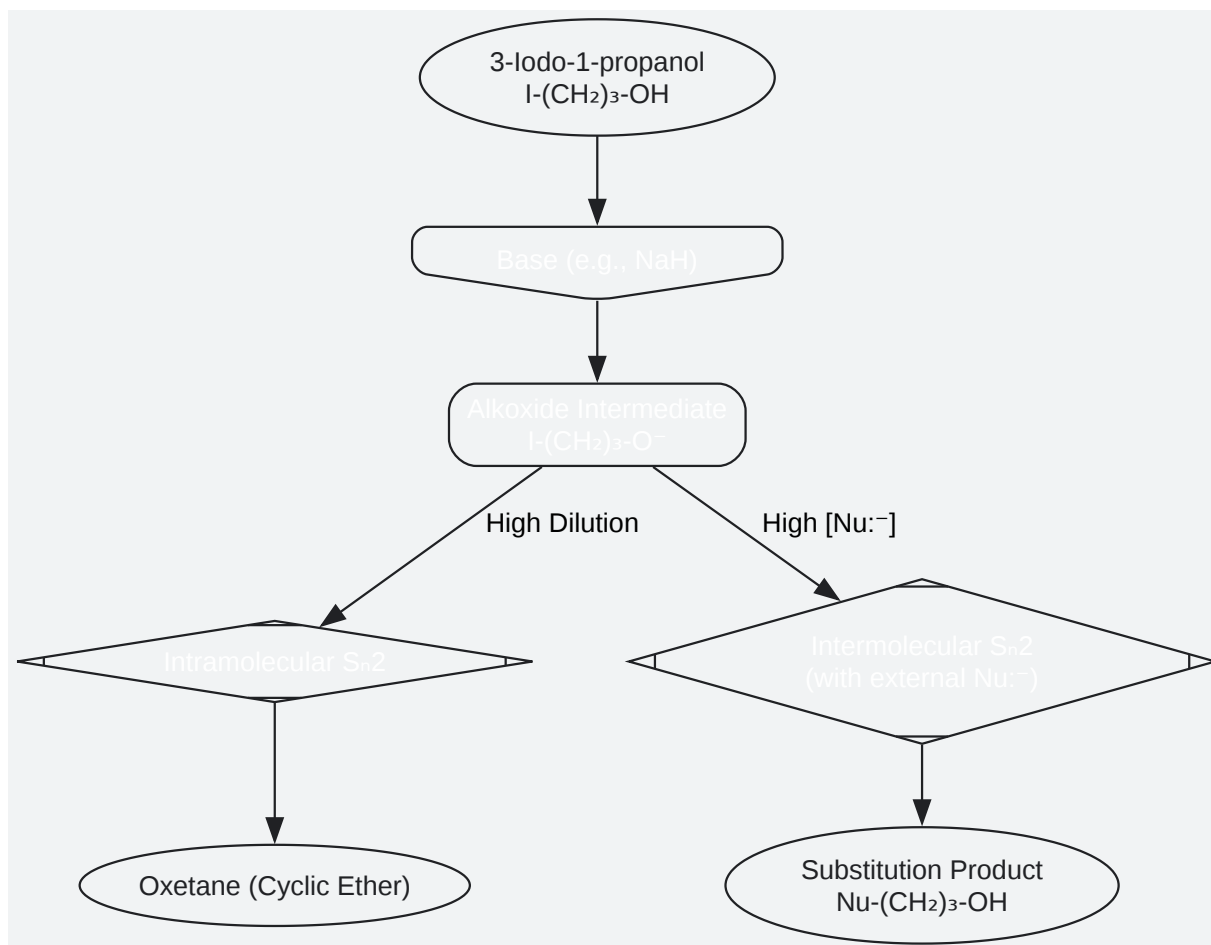 3-Iodo-1-propanol
I-(CH₂)₃-OH
Base (e.g., NaH)
Alkoxide Intermediate
I-(CH₂)₃-O⁻
High Dilution
High [Nu:⁻]
Intramolecular Sₙ2
Intermolecular Sₙ2
(with external Nu:⁻)
Oxetane (Cyclic Ether)
Substitution Product
Nu-(CH₂)₃-OH